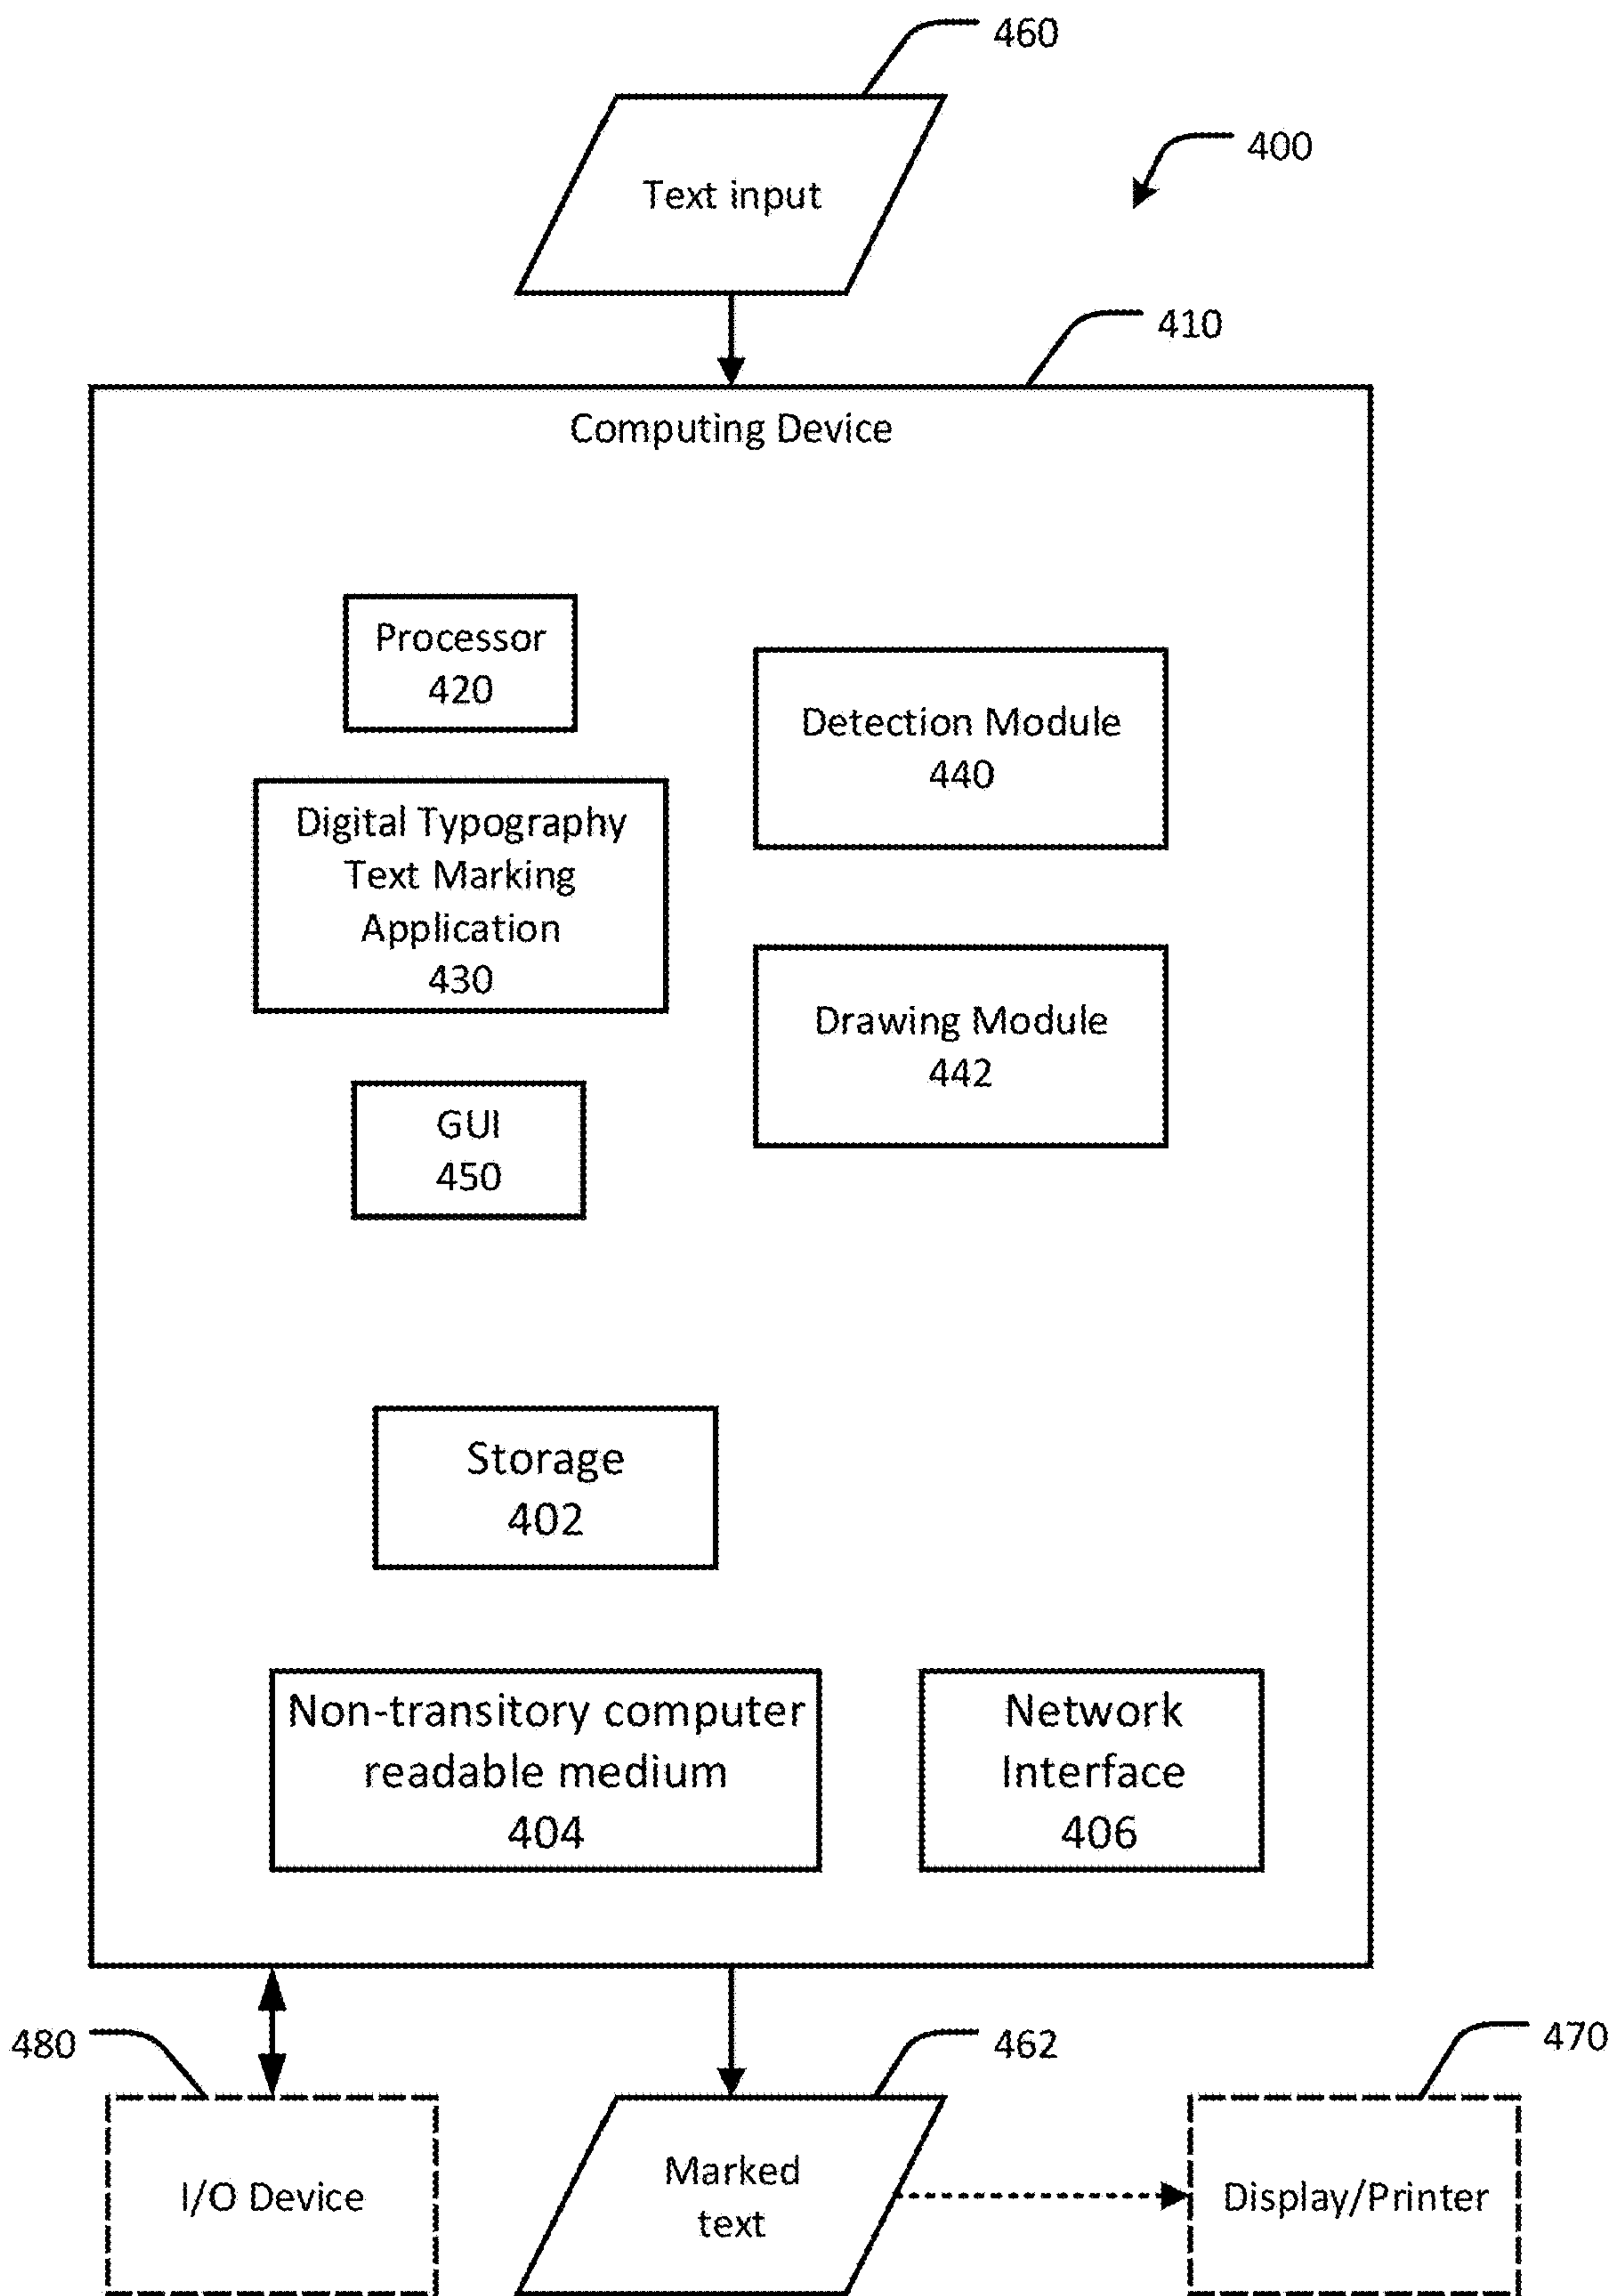 460
400
Text input
410
Computing Device
Processor
420
Detection Module
440
Digital Typography
Text Marking
Application
430
Drawing Module
442
GUI
450
Storage
402
Non-transitory computer
readable medium
404
Network
Interface
406
480
462
470
I/O Device
Marked
text
Display/Printer